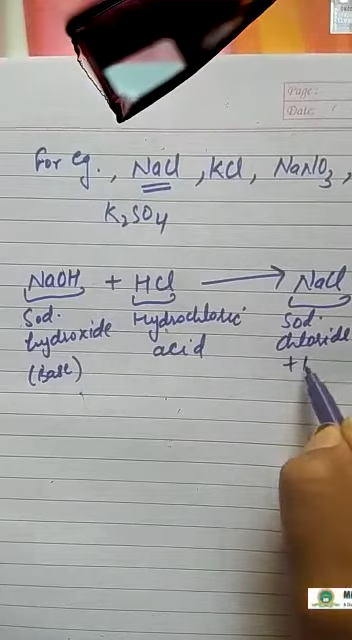 Page:
Date:
For eg. , NaCl , KCl , NaNO3 ,
K2SO4
NaOH + HCl → NaCl
Sod. hydroxide (Base)
Hydrochloric acid
Sod. chloride
+